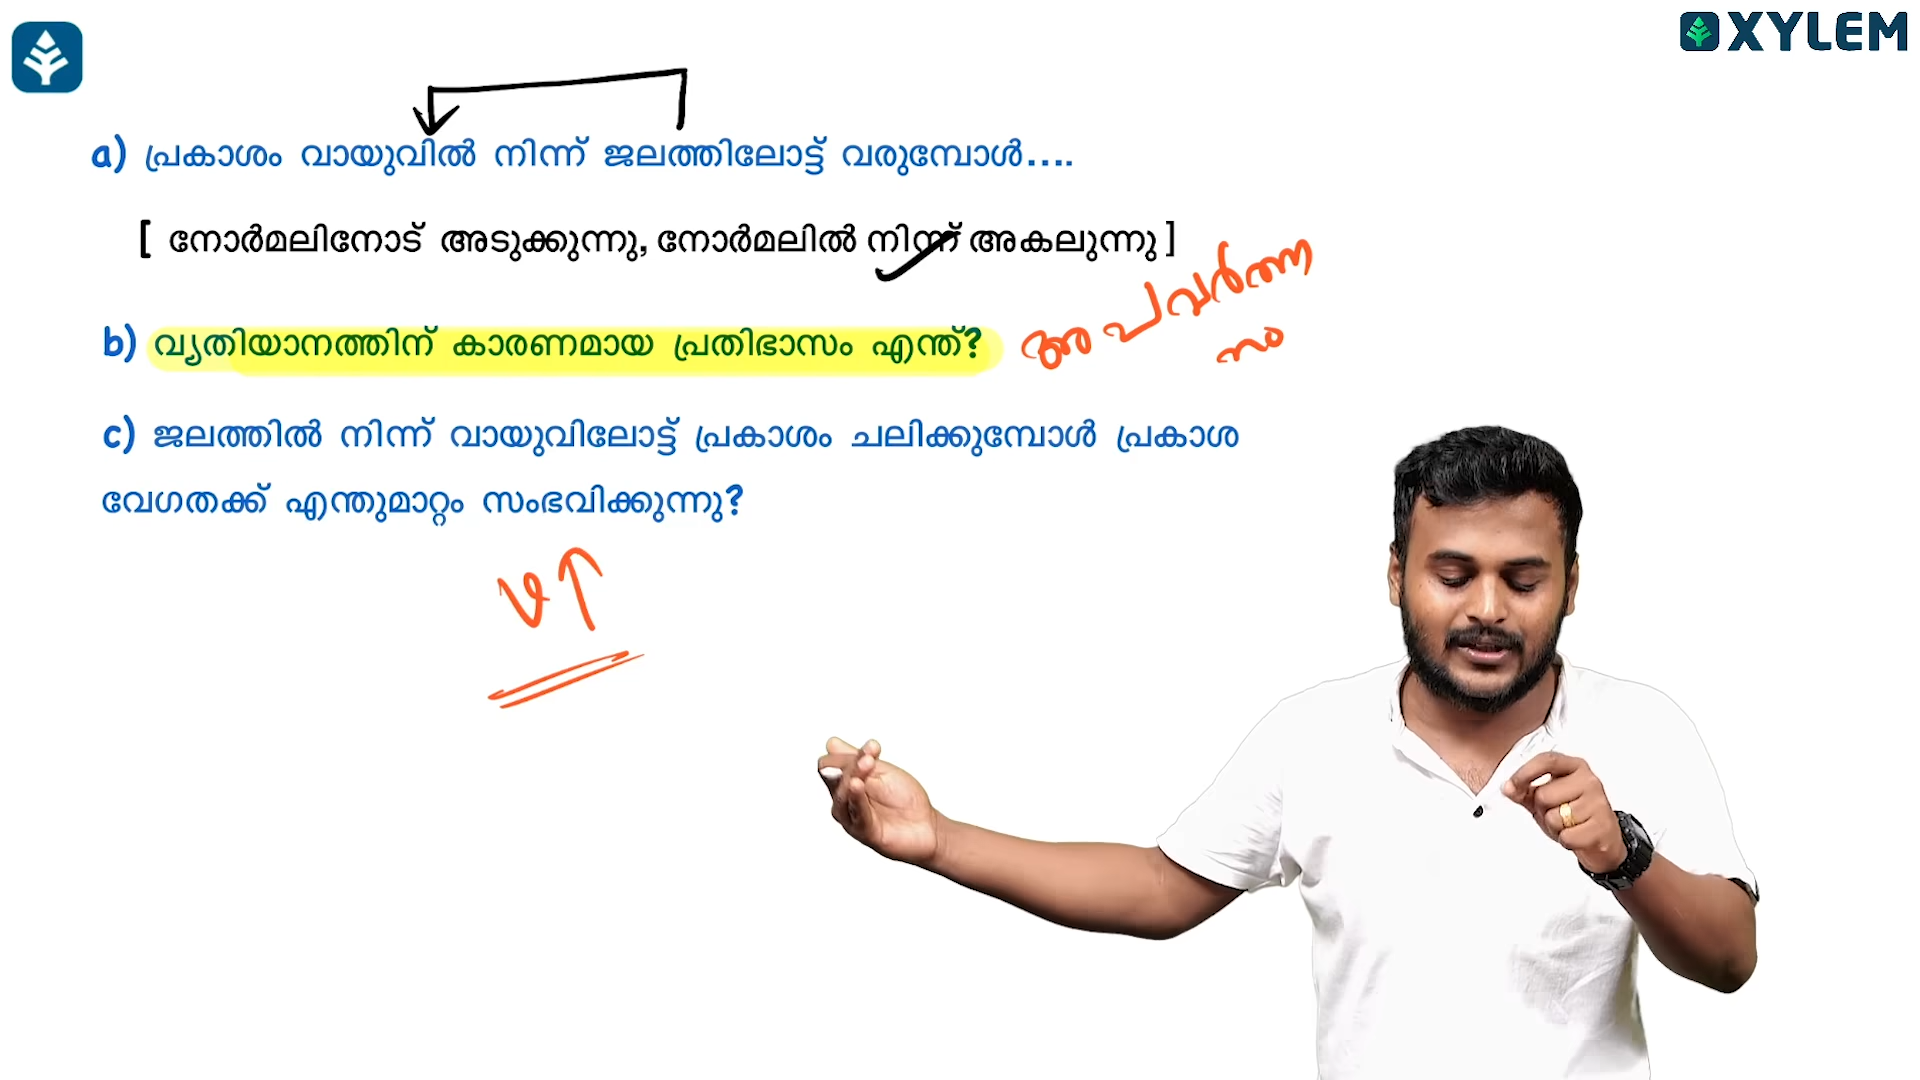 XYLEM
a) പ്രകാശം വായുവിൽ നിന്ന് ജലത്തിലോട്ട് വരുമ്പോൾ....
[ നോർമലിനോട് അടുക്കുന്നു, നോർമലിൽ നിന്ന് അകലുന്നു ]
b) വ്യതിയാനത്തിന് കാരണമായ പ്രതിഭാസം എന്ത്?
അപവർത്ത
നം
c) ജലത്തിൽ നിന്ന് വായുവിലോട്ട് പ്രകാശം ചലിക്കുമ്പോൾ പ്രകാശ
വേഗതക്ക് എന്തുമാറ്റം സംഭവിക്കുന്നു?
v↑